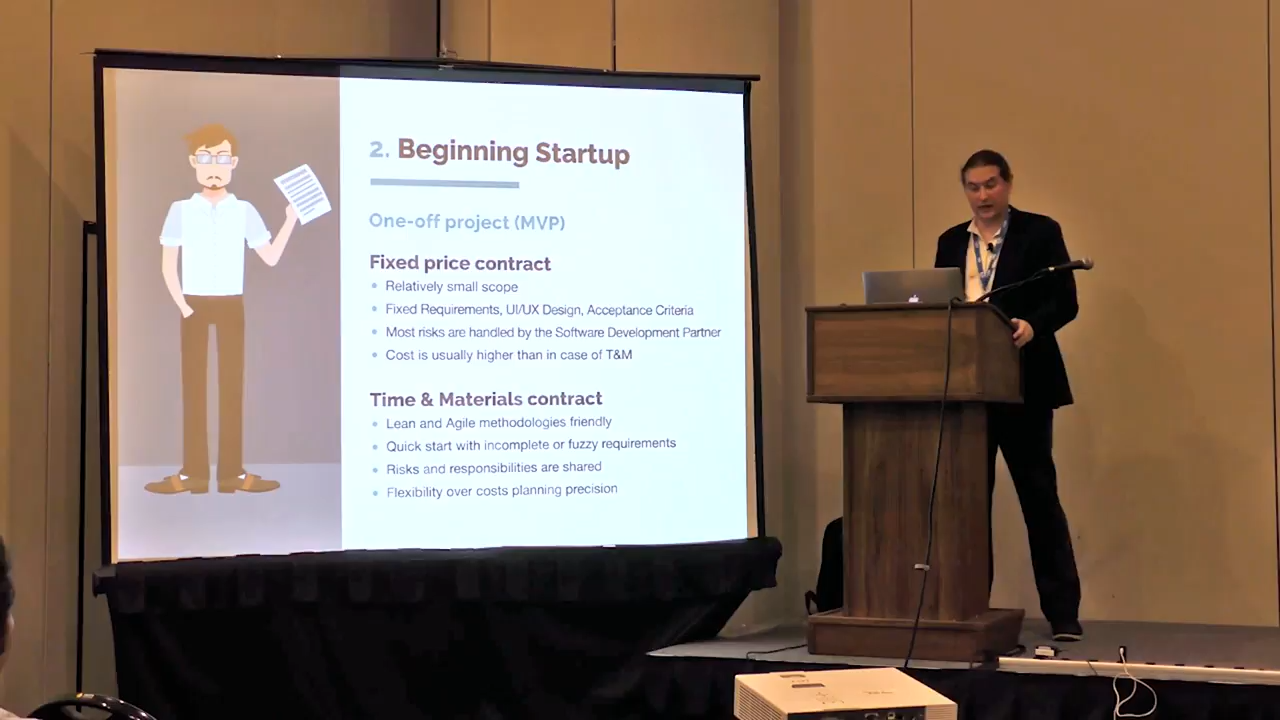 2. Beginning Startup
One-off project (MVP)
Fixed price contract
• Relatively small scope
• Fixed Requirements, UI/UX Design, Acceptance Criteria
• Most risks are handled by the Software Development Partner
• Cost is usually higher than in case of T&M
Time & Materials contract
• Lean and Agile methodologies friendly
• Quick start with incomplete or fuzzy requirements
• Risks and responsibilities are shared
• Flexibility over costs planning precision